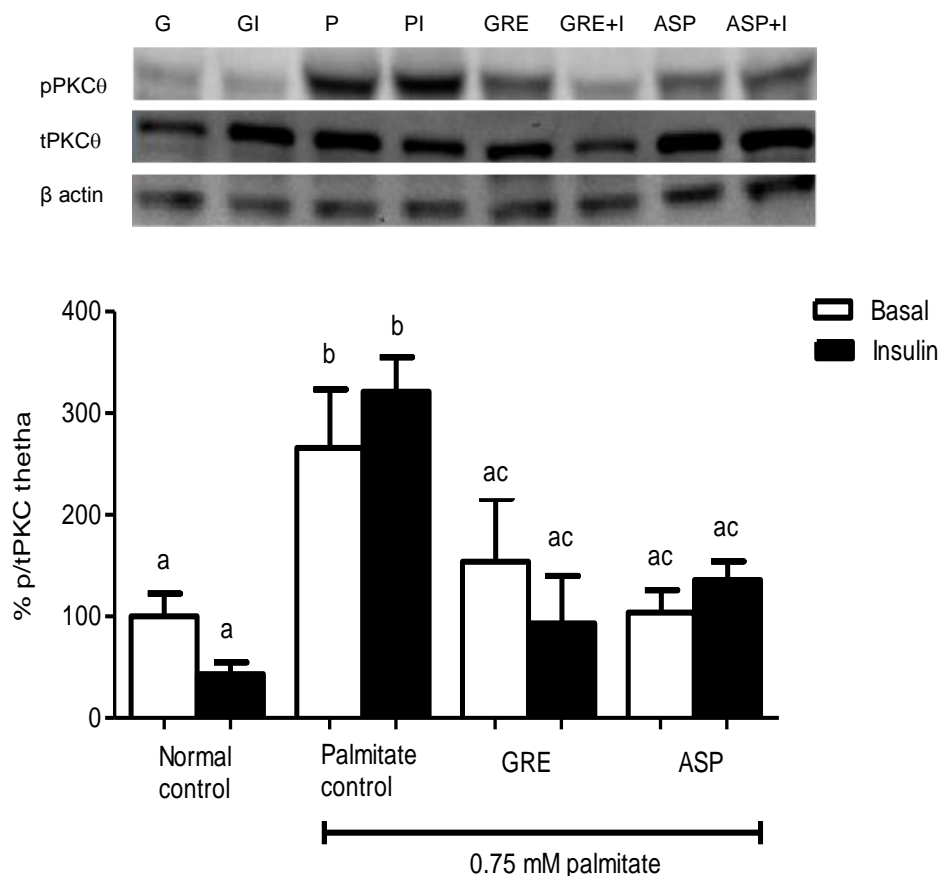 G GI P PI GRE GRE+I ASP ASP+I
pPKCθ
tPKCθ
β actin
400
300
200
100
0
% p/tPKC thetha
a
a
b
b
ac
ac
ac
ac
Basal
Insulin
Normal
control
Palmitate
control
GRE
ASP
0.75 mM palmitate